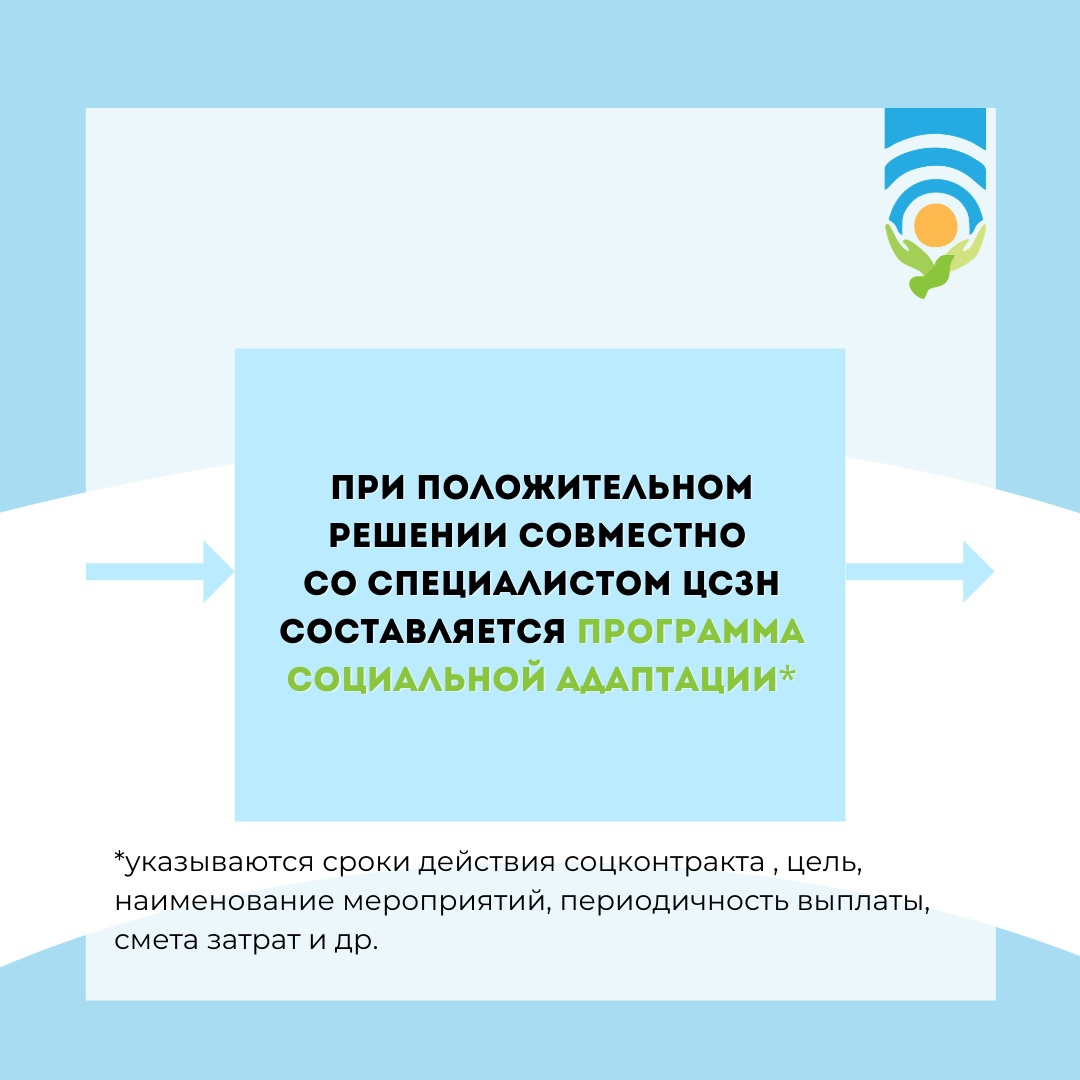 ПРИ ПОЛОЖИТЕЛЬНОМ
РЕШЕНИИ СОВМЕСТНО
СО СПЕЦИАЛИСТОМ ЦСЗН
СОСТАВЛЯЕТСЯ ПРОГРАММА
СОЦИАЛЬНОЙ АДАПТАЦИИ*
*указываются сроки действия соцконтракта , цель,
наименование мероприятий, периодичность выплаты,
смета затрат и др.